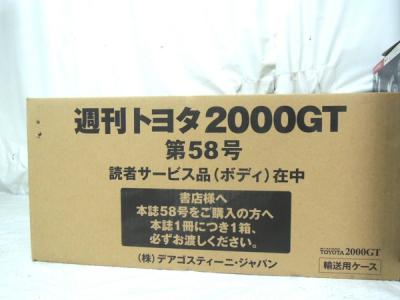 週刊トヨタ2000GT
第58号
読者サービス品(ボディ)在中
書店様へ
本誌58号をご購入の方へ
本誌1冊につき1箱、
必ずお渡しください。
(株)デアゴスティーニ・ジャパン
TOYOTA 2000GT
輸送用ケース